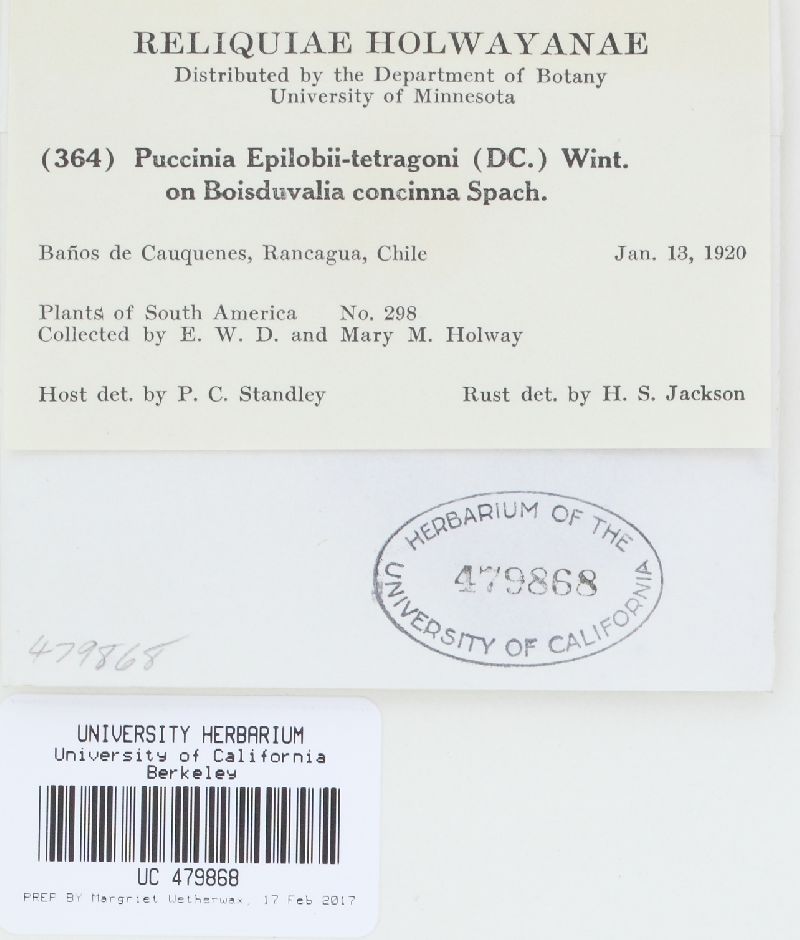 RELIQUIAE HOLWAYANAE
Distributed by the Department of Botany
University of Minnesota
(364) Puccinia Epilobii-tetragoni (DC.) Wint.
on Boisduvalia concinna Spach.
Baños de Cauquenes, Rancagua, Chile Jan. 13, 1920
Plants of South America No. 298
Collected by E. W. D. and Mary M. Holway
Host det. by P. C. Standley Rust det. by H. S. Jackson
HERBARIUM OF THE
479868
UNIVERSITY OF CALIFORNIA
479868
UNIVERSITY HERBARIUM
University of California
Berkeley
UC 479868
PREP BY Margriet Wetherwax, 17 Feb 2017